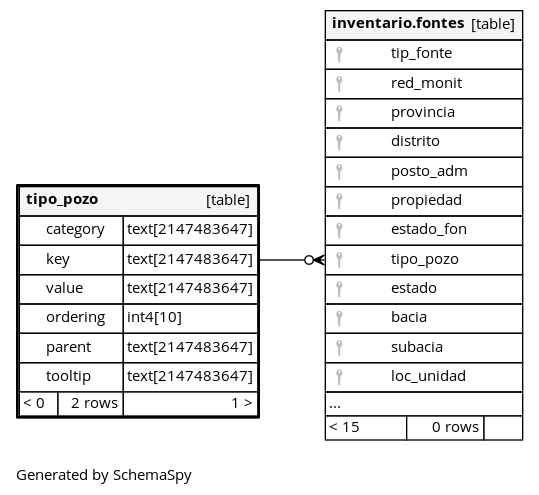 inventario.fontes [table]
tip_fonte
red_monit
provincia
distrito
posto_adm
propiedad
estado_fon
tipo_pozo
estado
bacia
subacia
loc_unidad
...
< 15 0 rows
tipo_pozo [table]
category text[2147483647]
key text[2147483647]
value text[2147483647]
ordering int4[10]
parent text[2147483647]
tooltip text[2147483647]
< 0 2 rows 1 >
Generated by SchemaSpy